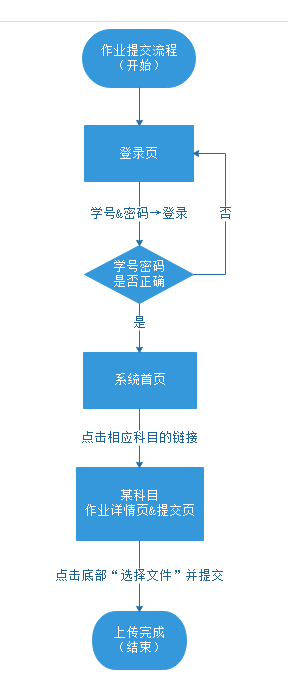 作业提交流程
（开始）
登录页
学号&密码→登录
否
学号密码
是否正确
是
系统首页
点击相应科目的链接
某科目
作业详情页&提交页
点击底部“选择文件”并提交
上传完成
（结束）